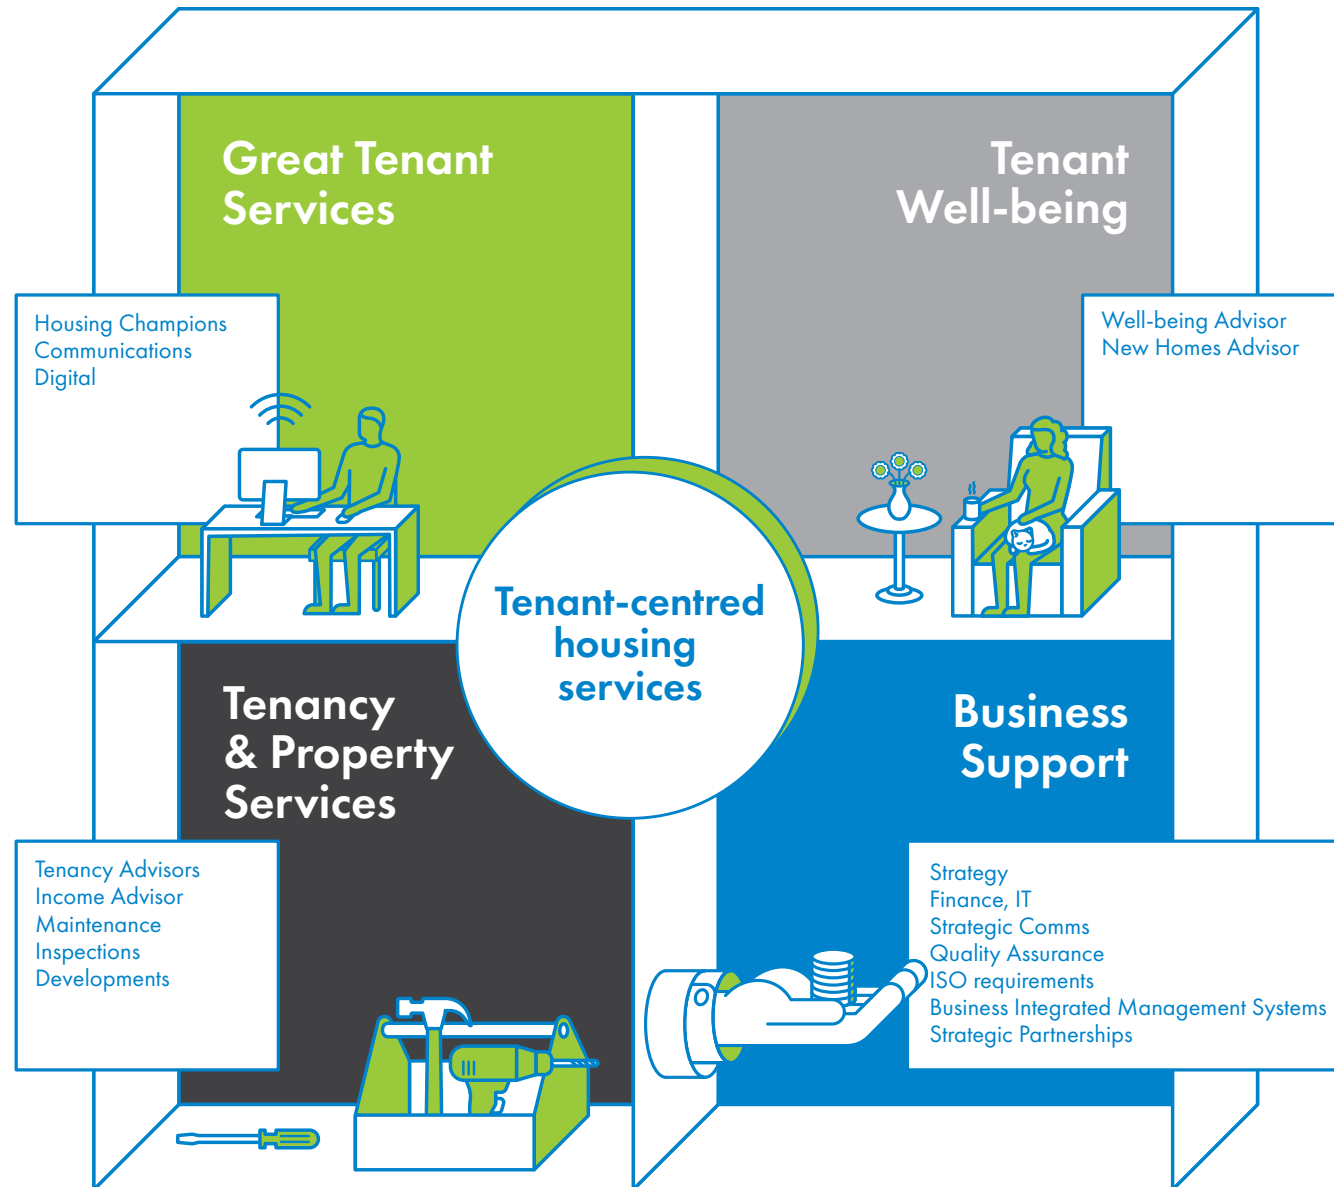 Great Tenant
Services
Tenant
Well-being
Housing Champions
Communications
Digital
Well-being Advisor
New Homes Advisor
Tenant-centred
housing
services
Tenancy
& Property
Services
Business
Support
Tenancy Advisors
Income Advisor
Maintenance
Inspections
Developments
Strategy
Finance, IT
Strategic Comms
Quality Assurance
ISO requirements
Business Integrated Management Systems
Strategic Partnerships